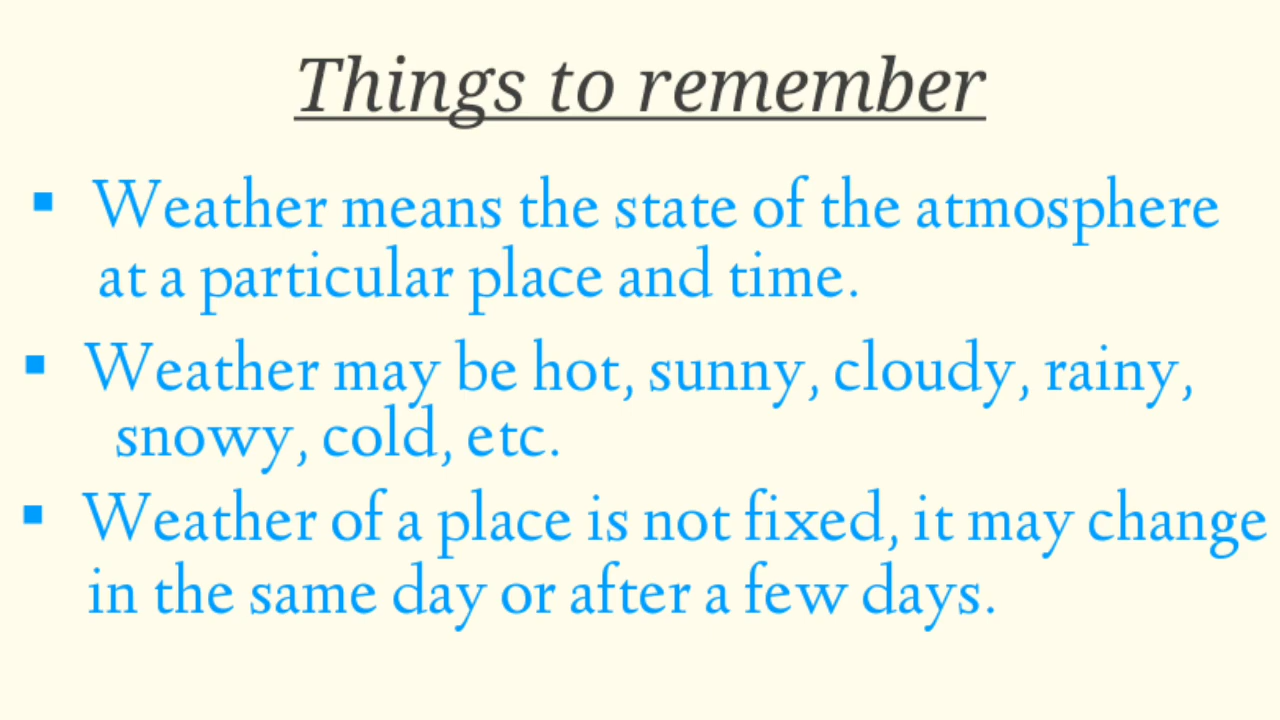 Things to remember
▪ Weather means the state of the atmosphere
at a particular place and time.
▪ Weather may be hot, sunny, cloudy, rainy,
snowy, cold, etc.
▪ Weather of a place is not fixed, it may change
in the same day or after a few days.